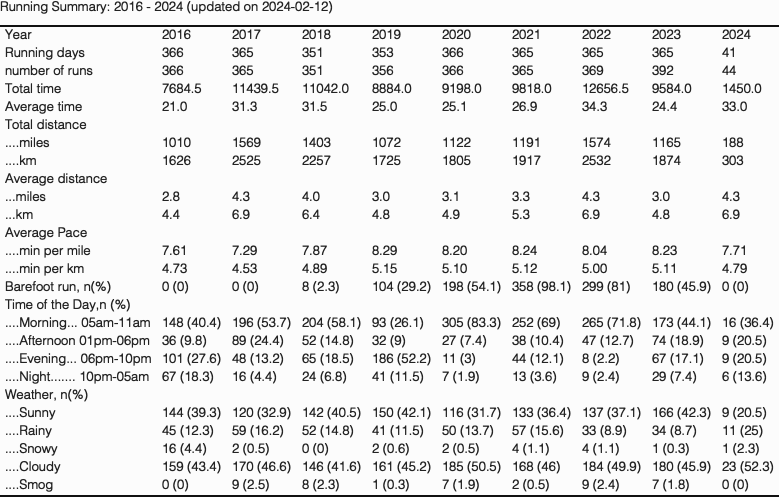 Running Summary: 2016 - 2024 (updated on 2024-02-12)
Year 2016 2017 2018 2019 2020 2021 2022 2023 2024
Running days 366 365 351 353 366 365 365 365 41
number of runs 366 365 351 356 366 365 369 392 44
Total time 7684.5 11439.5 11042.0 8884.0 9198.0 9818.0 12656.5 9584.0 1450.0
Average time 21.0 31.3 31.5 25.0 25.1 26.9 34.3 24.4 33.0
Total distance
....miles 1010 1569 1403 1072 1122 1191 1574 1165 188
....km 1626 2525 2257 1725 1805 1917 2532 1874 303
Average distance
...miles 2.8 4.3 4.0 3.0 3.1 3.3 4.3 3.0 4.3
...km 4.4 6.9 6.4 4.8 4.9 5.3 6.9 4.8 6.9
Average Pace
....min per mile 7.61 7.29 7.87 8.29 8.20 8.24 8.04 8.23 7.71
....min per km 4.73 4.53 4.89 5.15 5.10 5.12 5.00 5.11 4.79
Barefoot run, n(%) 0 (0) 0 (0) 8 (2.3) 104 (29.2) 198 (54.1) 358 (98.1) 299 (81) 180 (45.9) 0 (0)
Time of the Day,n (%)
....Morning... 05am-11am 148 (40.4) 196 (53.7) 204 (58.1) 93 (26.1) 305 (83.3) 252 (69) 265 (71.8) 173 (44.1) 16 (36.4)
....Afternoon 01pm-06pm 36 (9.8) 89 (24.4) 52 (14.8) 32 (9) 27 (7.4) 38 (10.4) 47 (12.7) 74 (18.9) 9 (20.5)
....Evening... 06pm-10pm 101 (27.6) 48 (13.2) 65 (18.5) 186 (52.2) 11 (3) 44 (12.1) 8 (2.2) 67 (17.1) 9 (20.5)
....Night....... 10pm-05am 67 (18.3) 16 (4.4) 24 (6.8) 41 (11.5) 7 (1.9) 13 (3.6) 9 (2.4) 29 (7.4) 6 (13.6)
Weather, n(%)
....Sunny 144 (39.3) 120 (32.9) 142 (40.5) 150 (42.1) 116 (31.7) 133 (36.4) 137 (37.1) 166 (42.3) 9 (20.5)
....Rainy 45 (12.3) 59 (16.2) 52 (14.8) 41 (11.5) 50 (13.7) 57 (15.6) 33 (8.9) 34 (8.7) 11 (25)
....Snowy 16 (4.4) 2 (0.5) 0 (0) 2 (0.6) 2 (0.5) 4 (1.1) 4 (1.1) 1 (0.3) 1 (2.3)
....Cloudy 159 (43.4) 170 (46.6) 146 (41.6) 161 (45.2) 185 (50.5) 168 (46) 184 (49.9) 180 (45.9) 23 (52.3)
....Smog 0 (0) 9 (2.5) 8 (2.3) 1 (0.3) 7 (1.9) 2 (0.5) 9 (2.4) 7 (1.8) 0 (0)